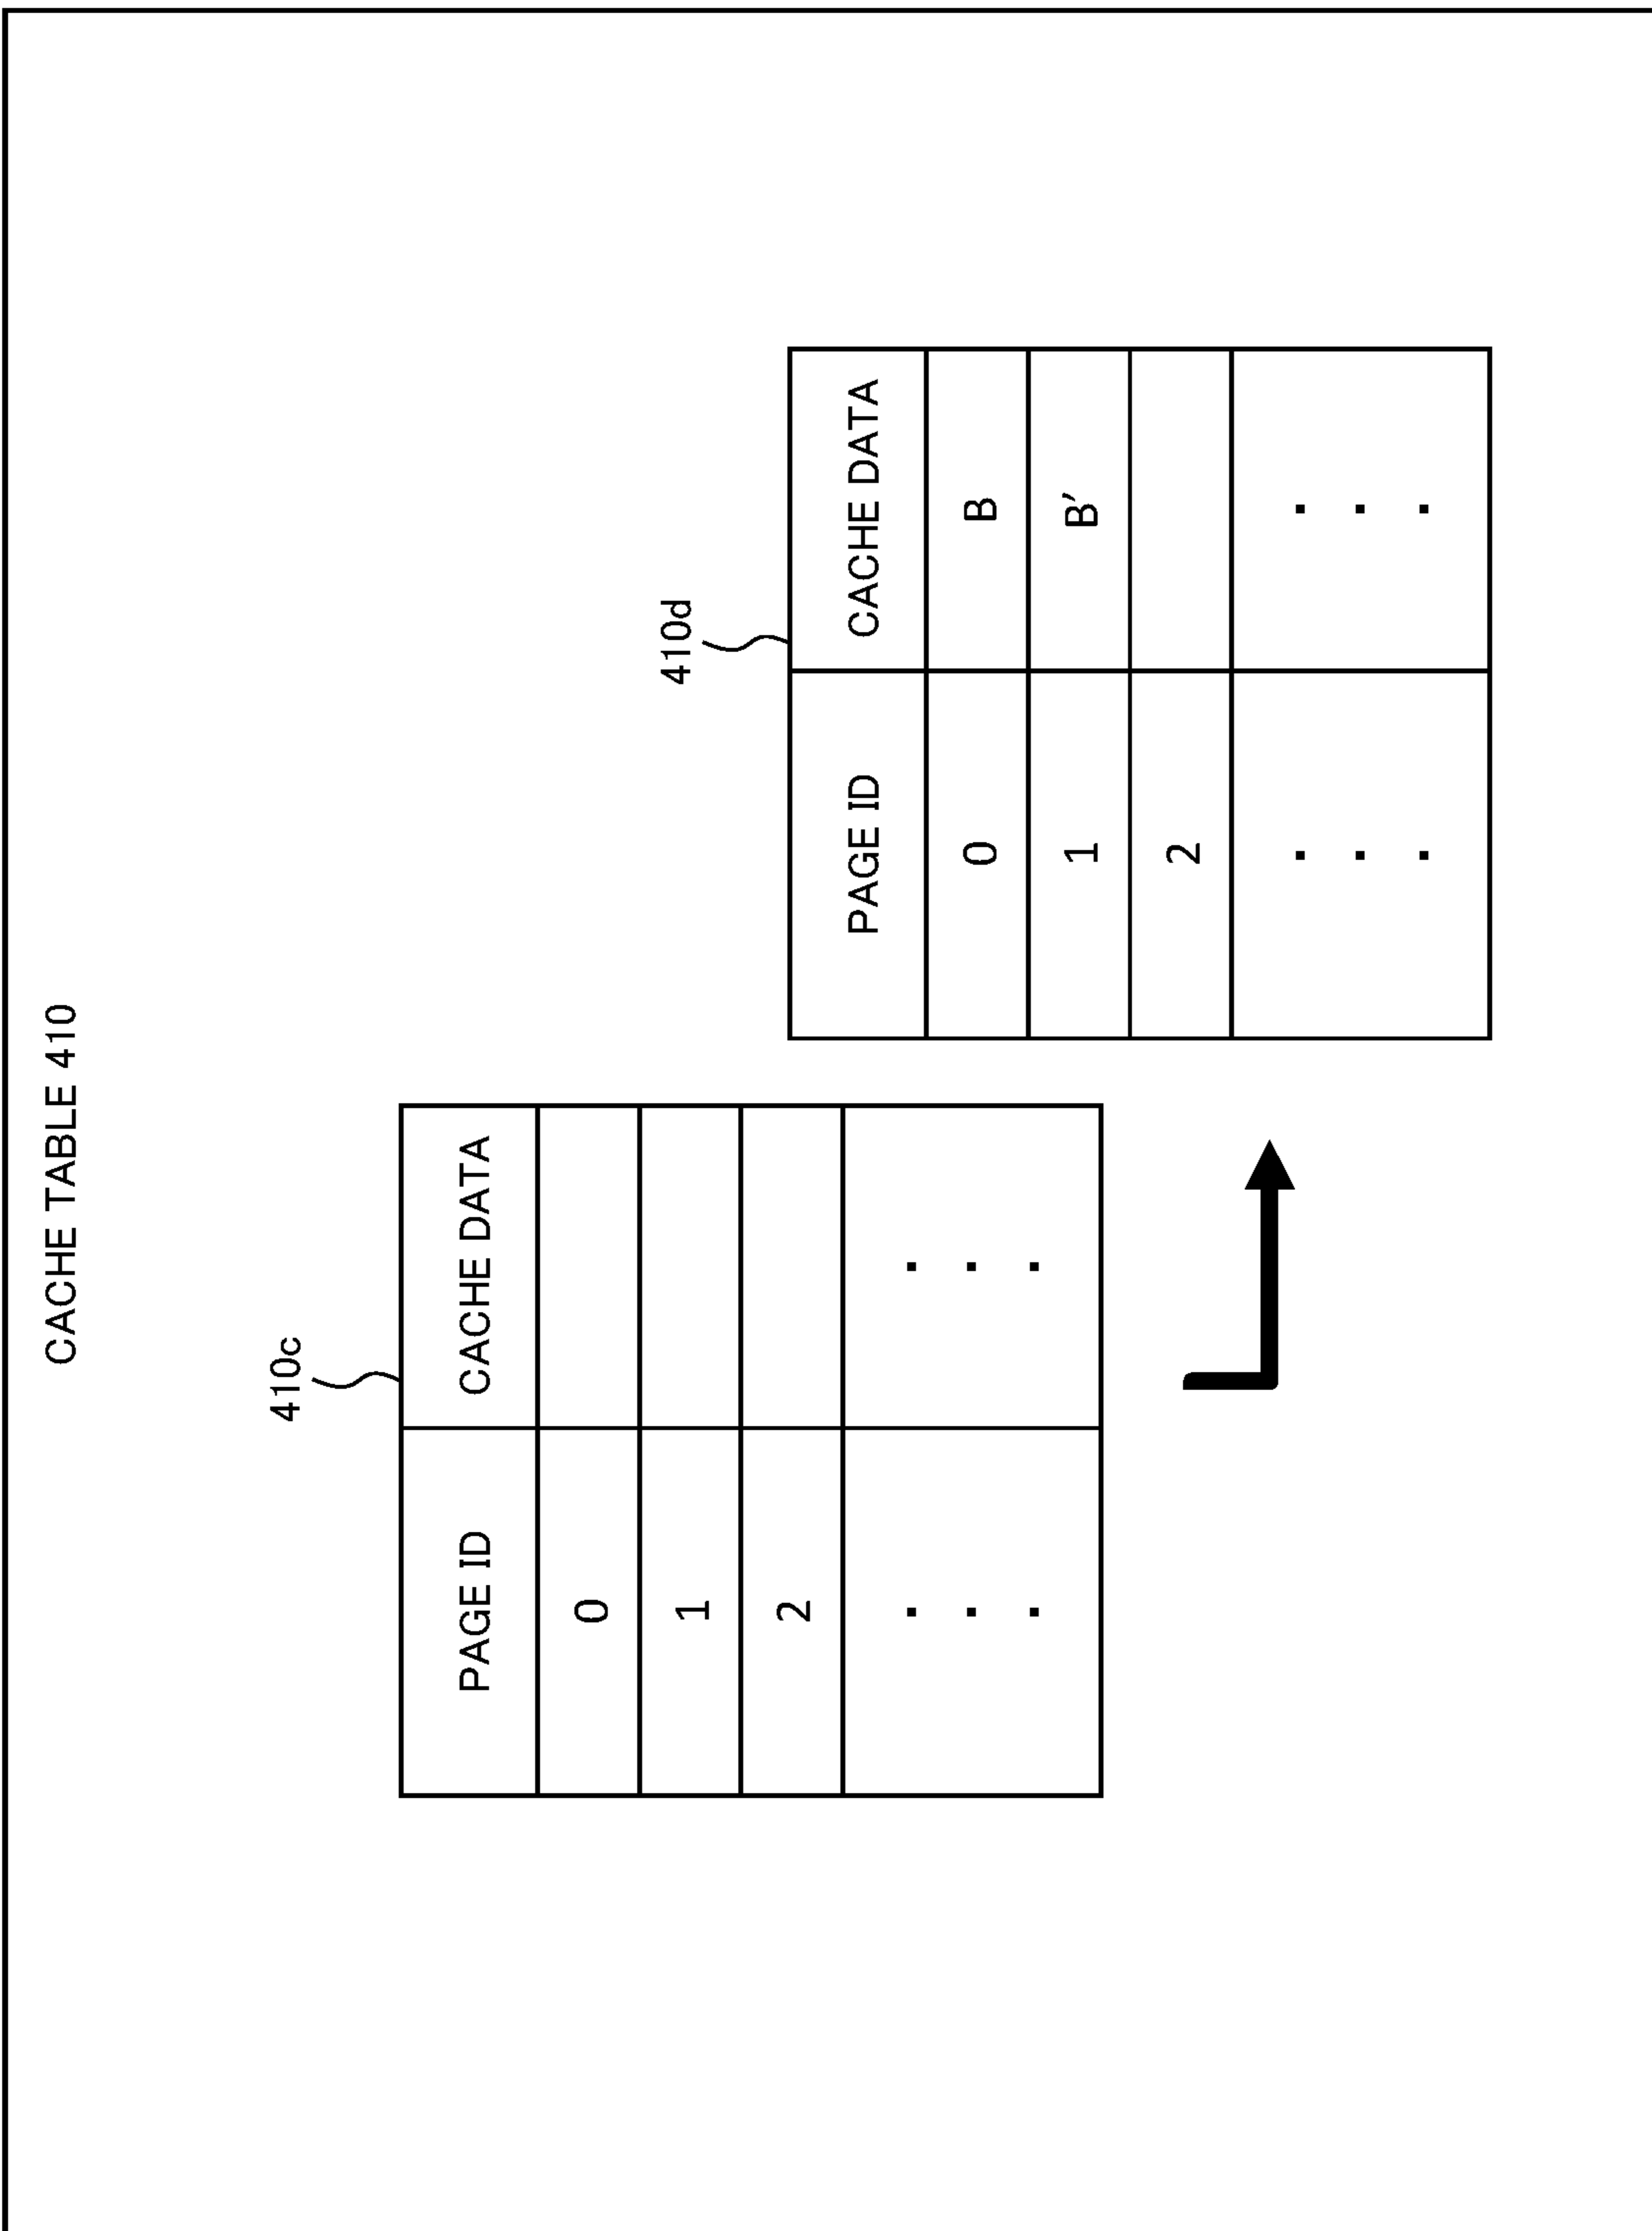 CACHE TABLE 410
410c
PAGE ID CACHE DATA
0
1
2
. .
. .
. .
410d
PAGE ID CACHE DATA
0 B
1 B′
2
. .
. .
. .